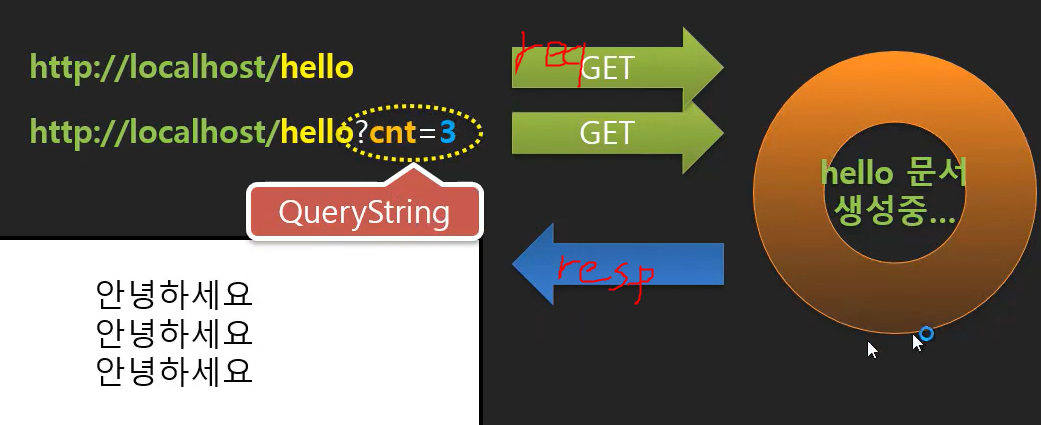 http://localhost/hello
http://localhost/hello?cnt=3
QueryString
req
GET
GET
resp
hello 문서
생성중...
안녕하세요
안녕하세요
안녕하세요